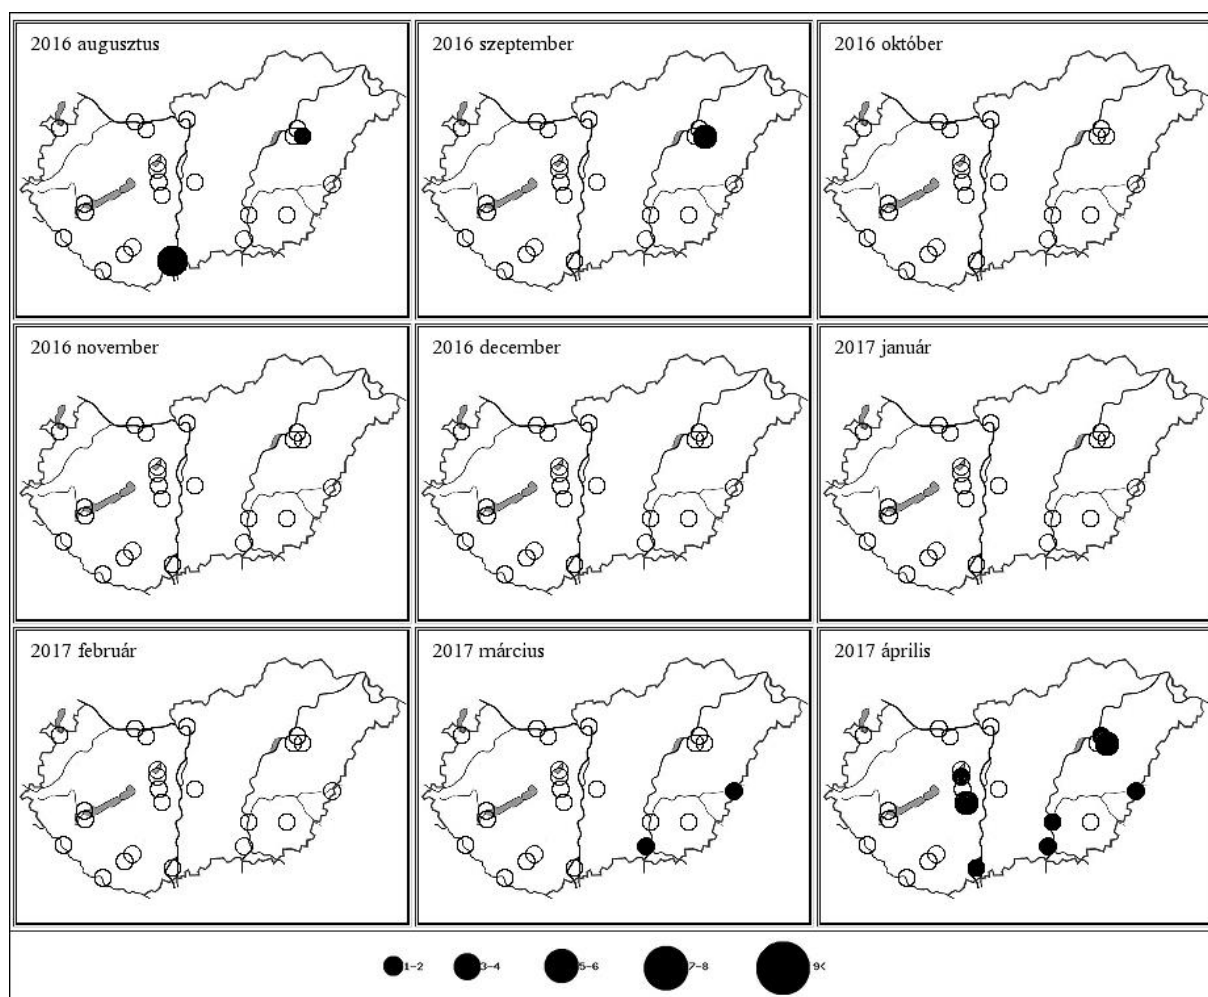 2016 augusztus
2016 szeptember
2016 október
2016 november
2016 december
2017 január
2017 február
2017 március
2017 április
1-2 3-4 5-6 7-8 9<